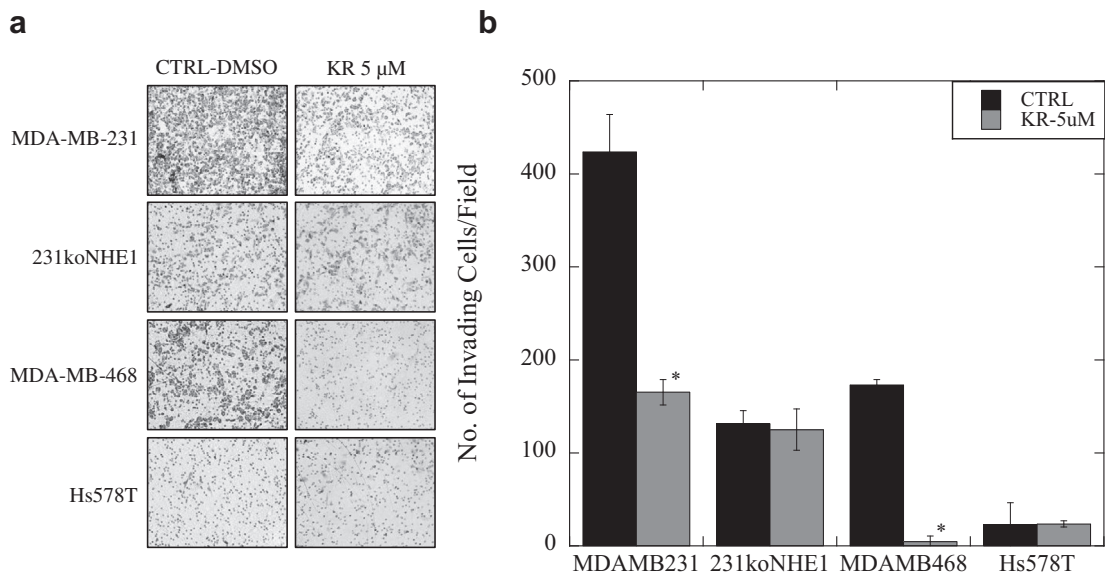 a
CTRL-DMSO KR 5 μM
MDA-MB-231
231koNHE1
MDA-MB-468
Hs578T
b
No. of Invading Cells/Field
500
400
300
200
100
0
CTRL
KR-5uM
*
*
MDAMB231 231koNHE1 MDAMB468 Hs578T